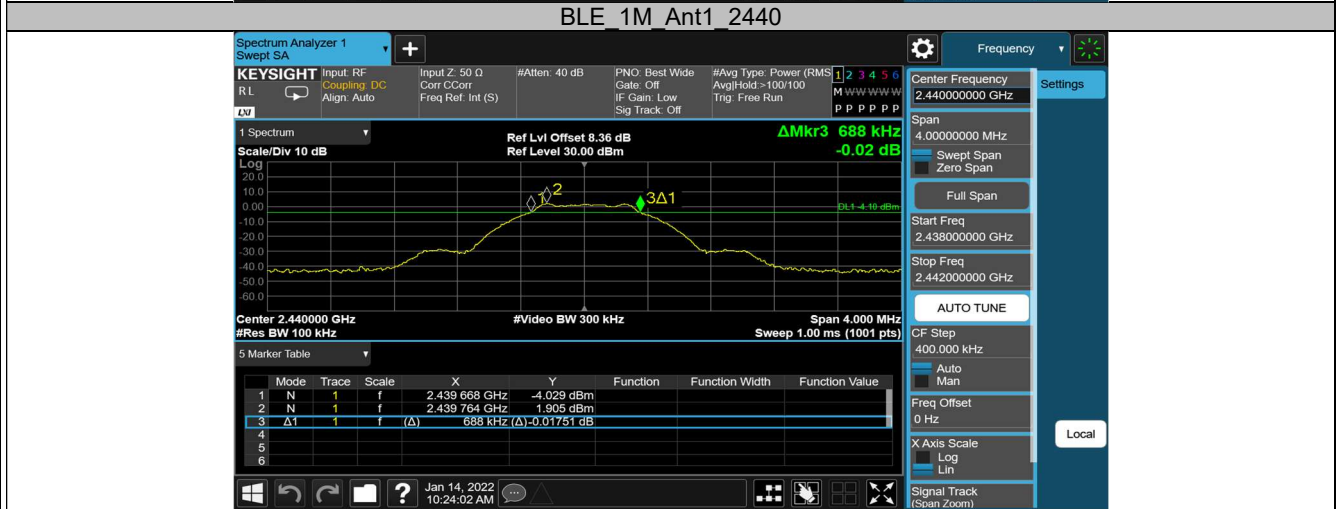 BLE_1M_Ant1_2440
Spectrum Analyzer 1
Swept SA
+
Frequency
KEYSIGHT
RL
LXI
Input: RF
Coupling: DC
Align: Auto
Input Z: 50 Ω
Corr CCorr
Freq Ref: Int (S)
#Atten: 40 dB
PNO: Best Wide
Gate: Off
IF Gain: Low
Sig Track: Off
#Avg Type: Power (RMS
Avg|Hold:>100/100
Trig: Free Run
1 2 3 4 5 6
M W W W W W
P P P P P P
1 Spectrum
Scale/Div 10 dB
Ref Lvl Offset 8.36 dB
Ref Level 30.00 dBm
ΔMkr3 688 kHz
-0.02 dB
Log
20.0
10.0
0.00
-10.0
-20.0
-30.0
-40.0
-50.0
-60.0
1
2
3Δ1
DL1 -4.10 dBm
Center 2.440000 GHz
#Video BW 300 kHz
Span 4.000 MHz
#Res BW 100 kHz
Sweep 1.00 ms (1001 pts)
5 Marker Table
Mode Trace Scale X Y Function Function Width Function Value
1 N 1 f 2.439 668 GHz -4.029 dBm
2 N 1 f 2.439 764 GHz 1.905 dBm
3 Δ1 1 f (Δ) 688 kHz (Δ)-0.01751 dB
4
5
6
?
Jan 14, 2022
10:24:02 AM
Center Frequency
2.440000000 GHz
Settings
Span
4.00000000 MHz
Swept Span
Zero Span
Full Span
Start Freq
2.438000000 GHz
Stop Freq
2.442000000 GHz
AUTO TUNE
CF Step
400.000 kHz
Auto
Man
Freq Offset
0 Hz
Local
X Axis Scale
Log
Lin
Signal Track
(Span Zoom)